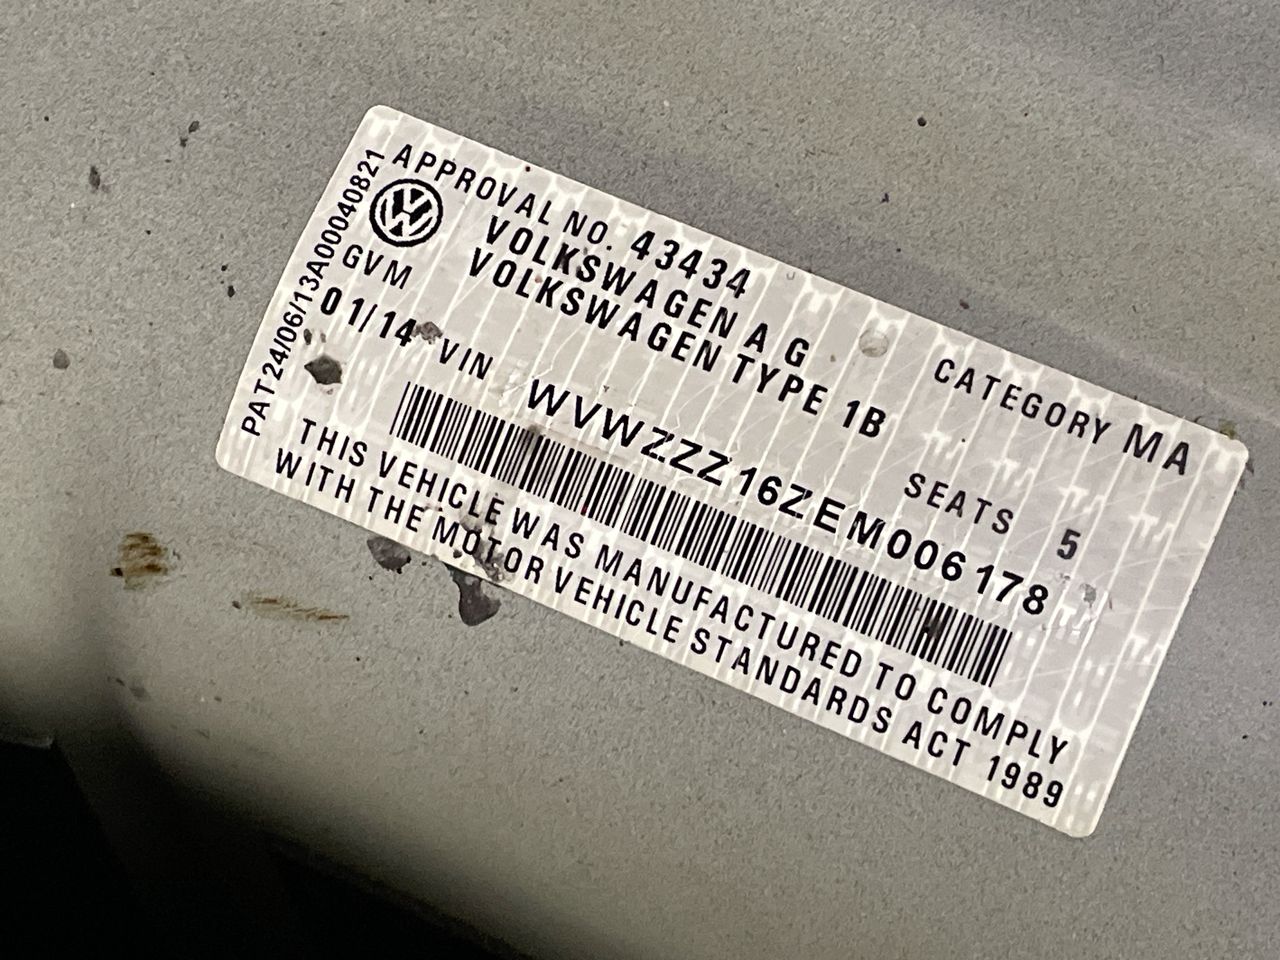 PAT24/06/13A00040821
APPROVAL NO. 43434
VOLKSWAGEN AG
VOLKSWAGEN TYPE 1B
CATEGORY MA
GVM
SEATS 5
01/14 VIN WVWZZZ16ZEM006178
THIS VEHICLE WAS MANUFACTURED TO COMPLY
WITH THE MOTOR VEHICLE STANDARDS ACT 1989